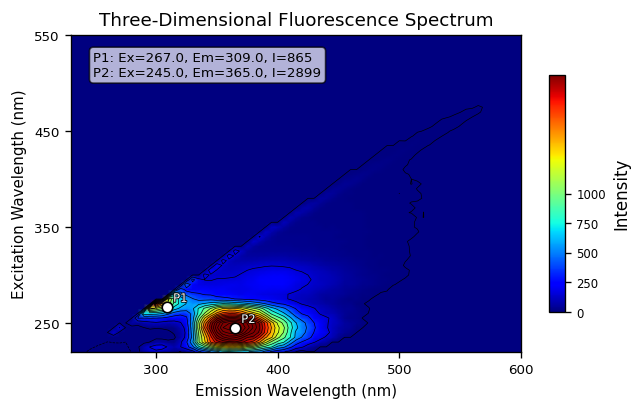 Three-Dimensional Fluorescence Spectrum
P1: Ex=267.0, Em=309.0, I=865
P2: Ex=245.0, Em=365.0, I=2899
550
450
350
250
Excitation Wavelength (nm)
P1
P2
300
400
500
600
Emission Wavelength (nm)
1000
750
500
250
0
Intensity